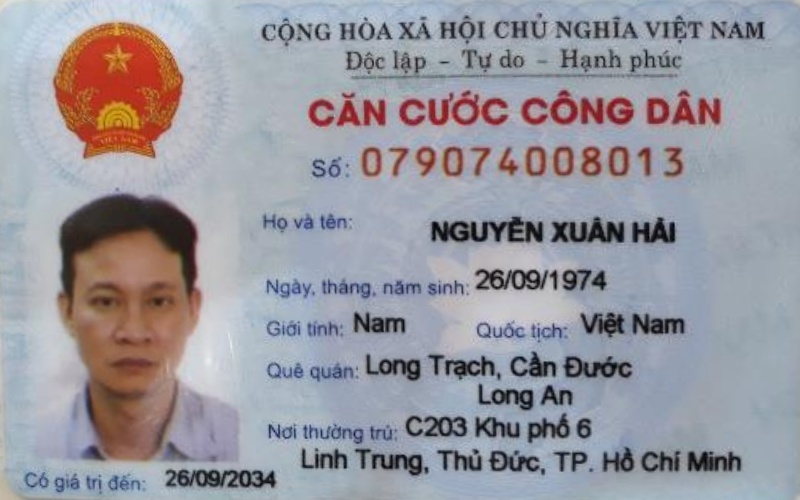 CỘNG HÒA XÃ HỘI CHỦ NGHĨA VIỆT NAM
Độc lập - Tự do - Hạnh phúc
CĂN CƯỚC CÔNG DÂN
Số: 079074008013
Họ và tên: NGUYỄN XUÂN HẢI
Ngày, tháng, năm sinh: 26/09/1974
Giới tính: Nam Quốc tịch: Việt Nam
Quê quán: Long Trạch, Cần Đước
Long An
Nơi thường trú: C203 Khu phố 6
Linh Trung, Thủ Đức, TP. Hồ Chí Minh
Có giá trị đến: 26/09/2034